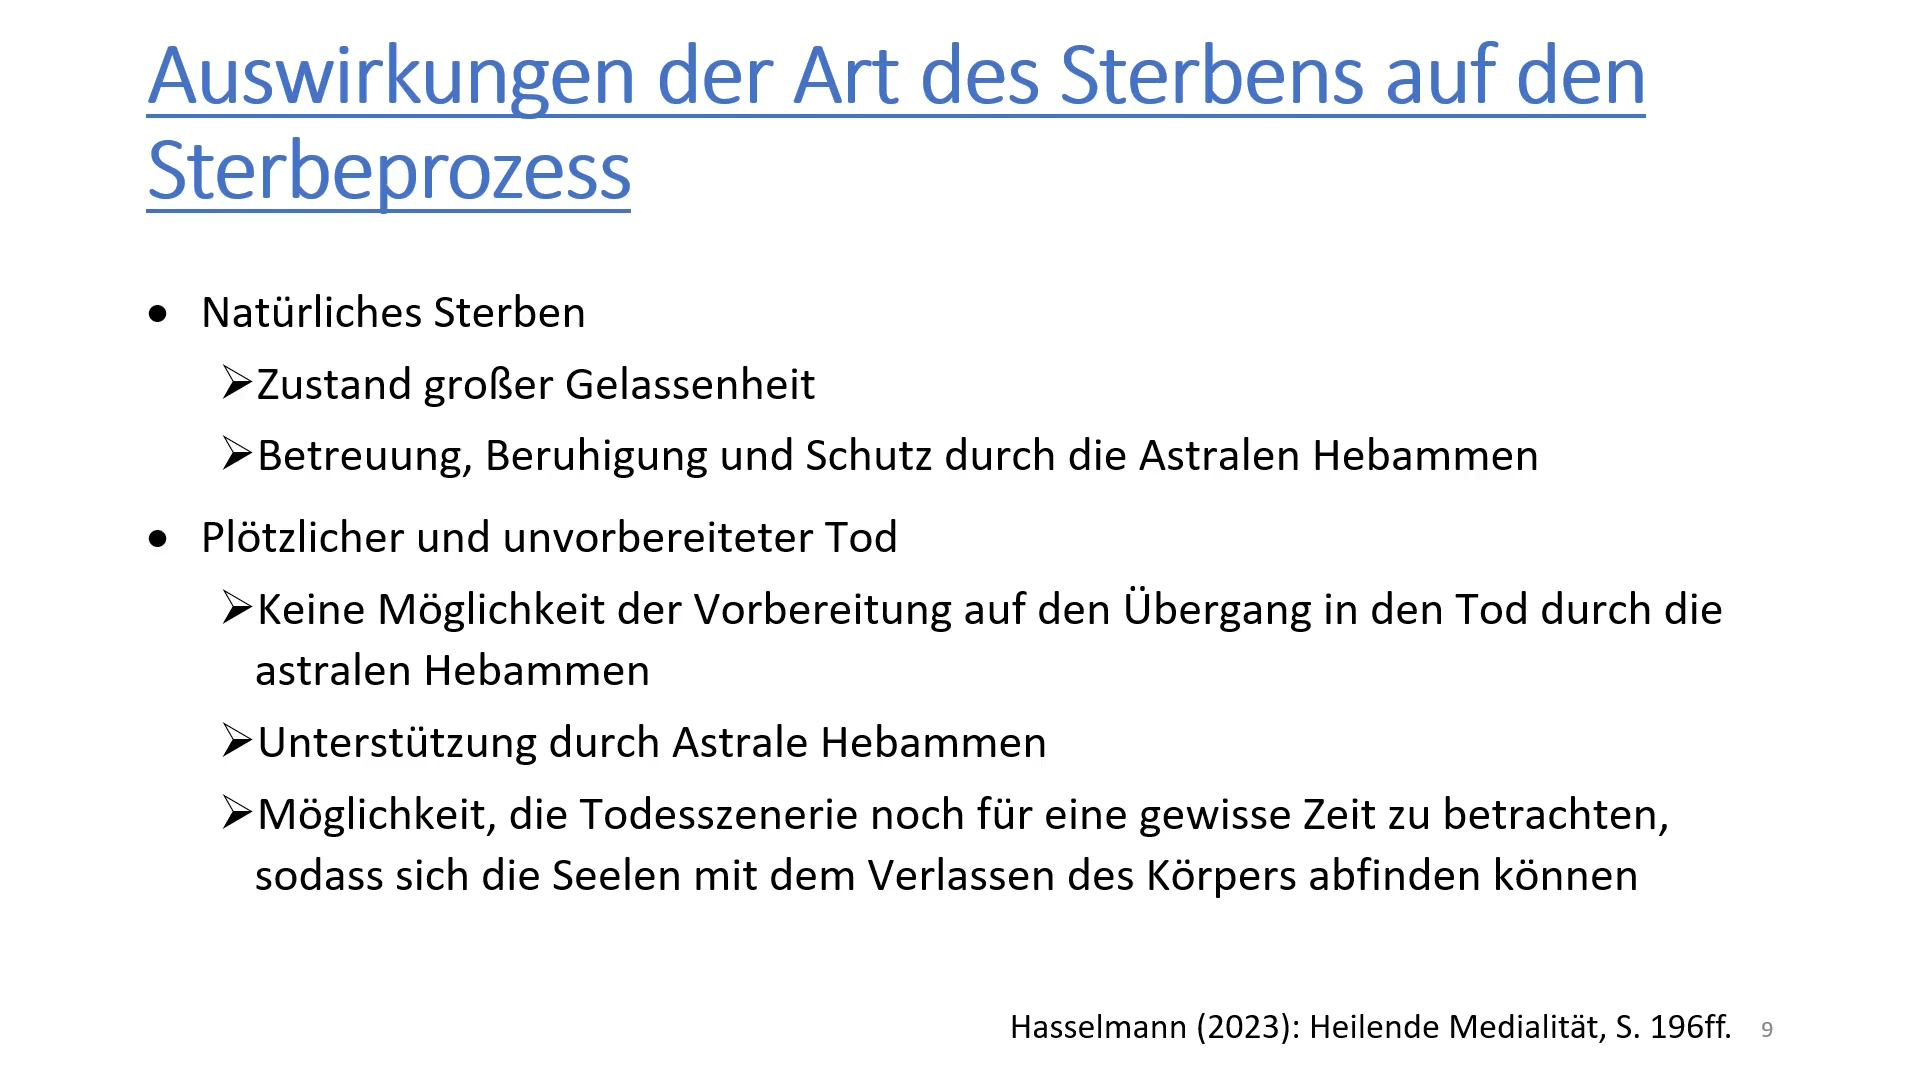 Auswirkungen der Art des Sterbens auf den
Sterbeprozess
• Natürliches Sterben
➢Zustand großer Gelassenheit
➢Betreuung, Beruhigung und Schutz durch die Astralen Hebammen
• Plötzlicher und unvorbereiteter Tod
➢Keine Möglichkeit der Vorbereitung auf den Übergang in den Tod durch die
astralen Hebammen
➢Unterstützung durch Astrale Hebammen
➢Möglichkeit, die Todesszenerie noch für eine gewisse Zeit zu betrachten,
sodass sich die Seelen mit dem Verlassen des Körpers abfinden können
Hasselmann (2023): Heilende Medialität, S. 196ff. 9